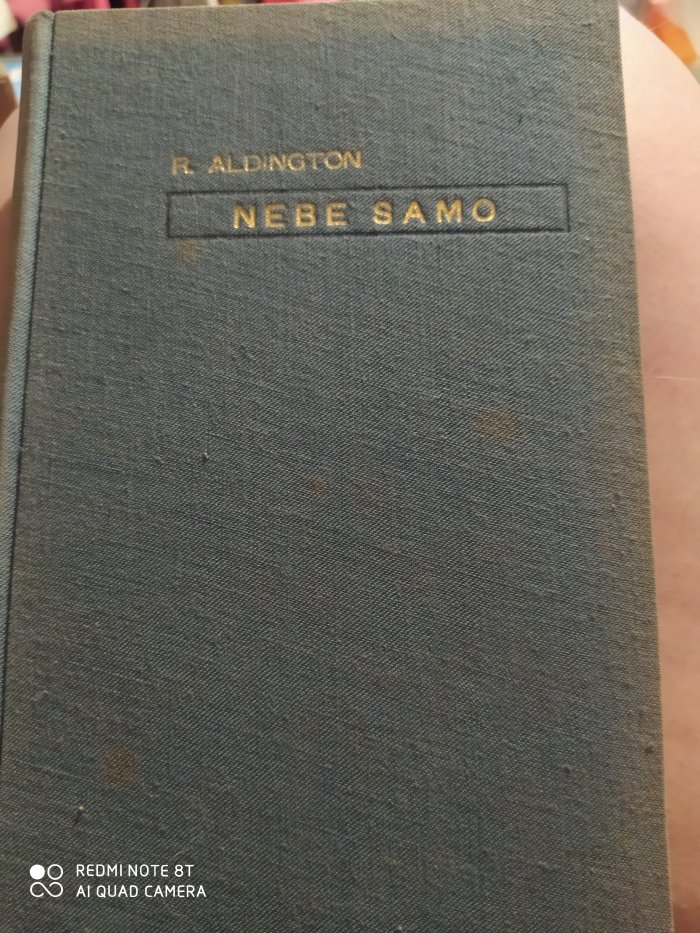 R. ALDINGTON
NEBE SAMO
REDMI NOTE 8T
AI QUAD CAMERA